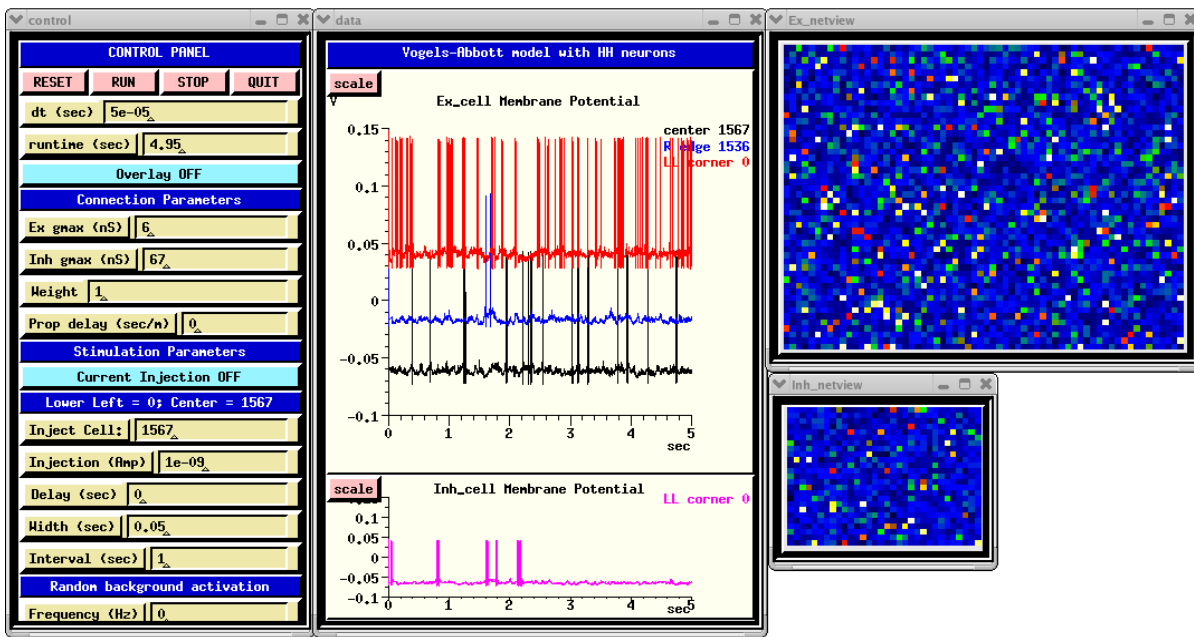 control
CONTROL PANEL
RESET RUN STOP QUIT
dt (sec) 5e-05
runtime (sec) 4.95
Overlay OFF
Connection Parameters
Ex gmax (nS) 6
Inh gmax (nS) 67
Weight 1
Prop delay (sec/m) 0
Stimulation Parameters
Current Injection OFF
Lower Left = 0; Center = 1567
Inject Cell: 1567
Injection (Amp) 1e-09
Delay (sec) 0
Width (sec) 0.05
Interval (sec) 1
Random background activation
Frequency (Hz) 0
data
Vogels-Abbott model with HH neurons
scale
V
Ex_cell Membrane Potential
center 1567
R edge 1536
LL corner 0
0.15
0.1
0.05
0
-0.05
-0.1
0 1 2 3 4 5
sec
scale
Inh_cell Membrane Potential
LL corner 0
0.1
0.05
0
-0.05
-0.1
0 1 2 3 4 5
sec
Ex_netview
Inh_netview